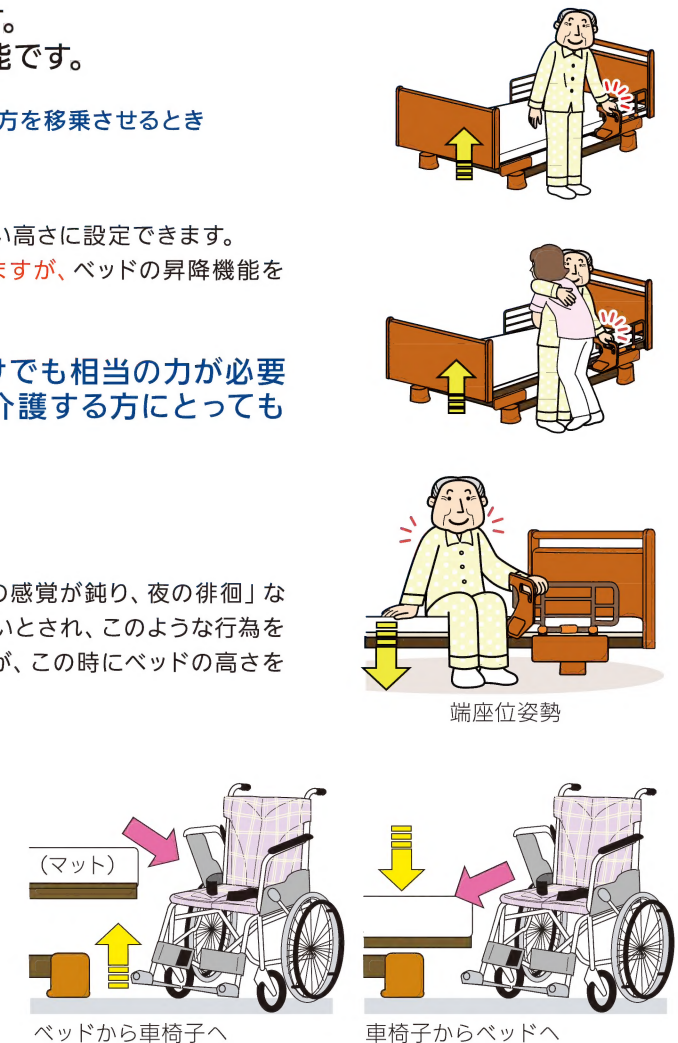 す。
能です。
方を移乗させるとき
い高さに設定できます。
ますが、ベッドの昇降機能を
けでも相当の力が必要
介護する方にとっても
の感覚が鈍り、夜の徘徊」な
いとされ、このような行為を
が、この時にベッドの高さを
端座位姿勢
(マット)
ベッドから車椅子へ
車椅子からベッドへ